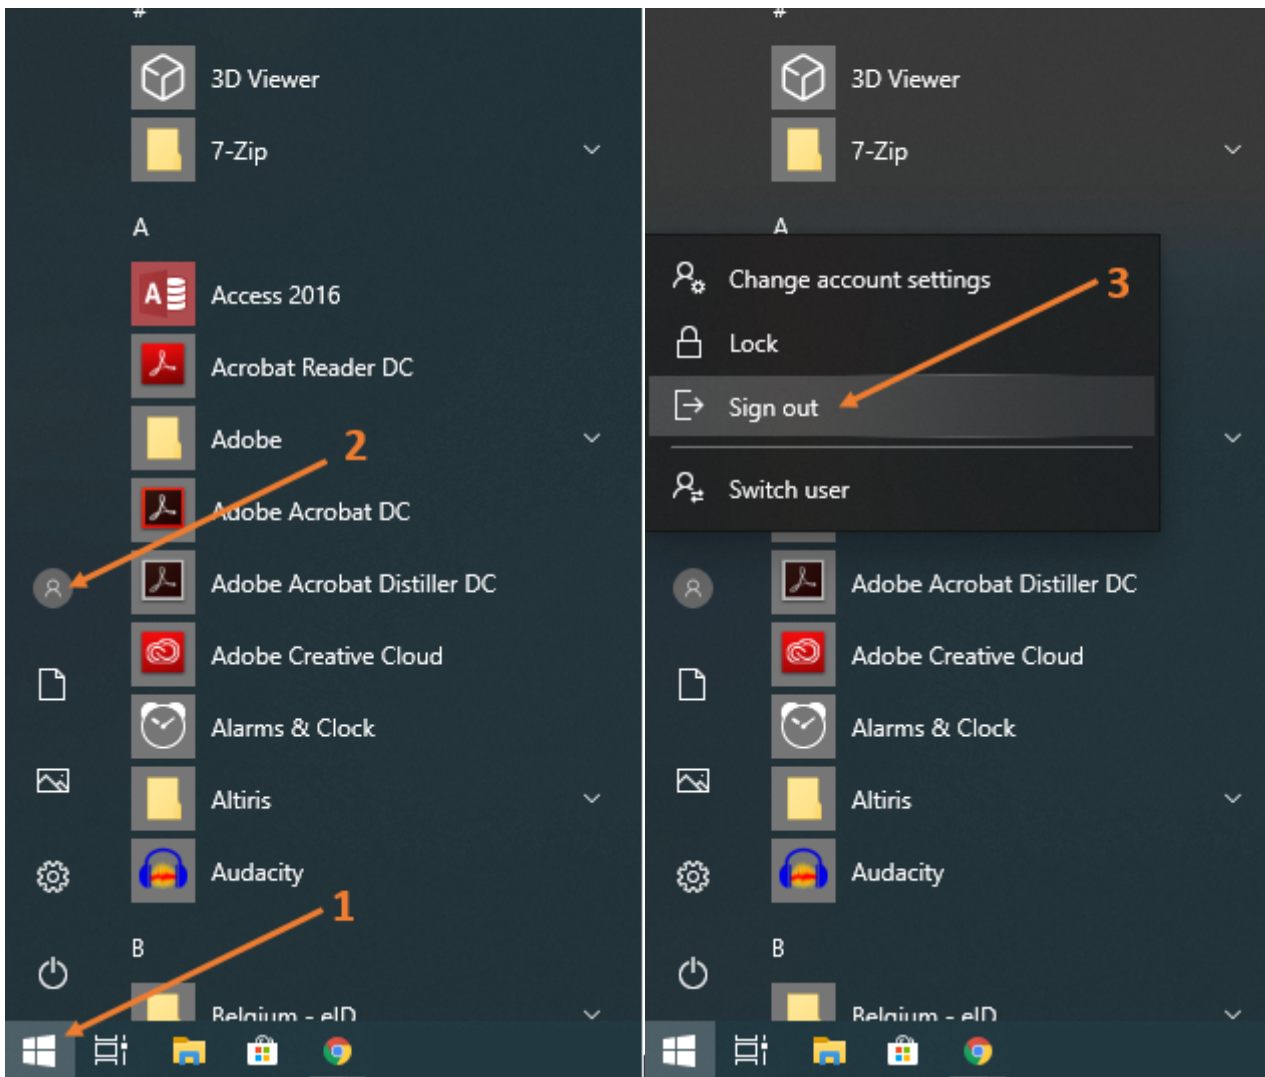 #
3D Viewer
7-Zip
A
Access 2016
Acrobat Reader DC
Adobe
2
Adobe Acrobat DC
Adobe Acrobat Distiller DC
Adobe Creative Cloud
Alarms & Clock
Altiris
Audacity
1
B
Belgium - eID
#
3D Viewer
7-Zip
A
Change account settings
3
Lock
Sign out
Switch user
Adobe Acrobat Distiller DC
Adobe Creative Cloud
Alarms & Clock
Altiris
Audacity
B
Belgium - eID